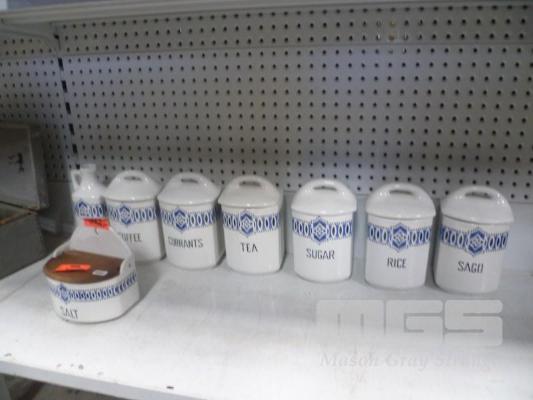 COFFEE
CURRANTS
TEA
SUGAR
RICE
SAGO
SALT
MGS
Mason Gray Strange